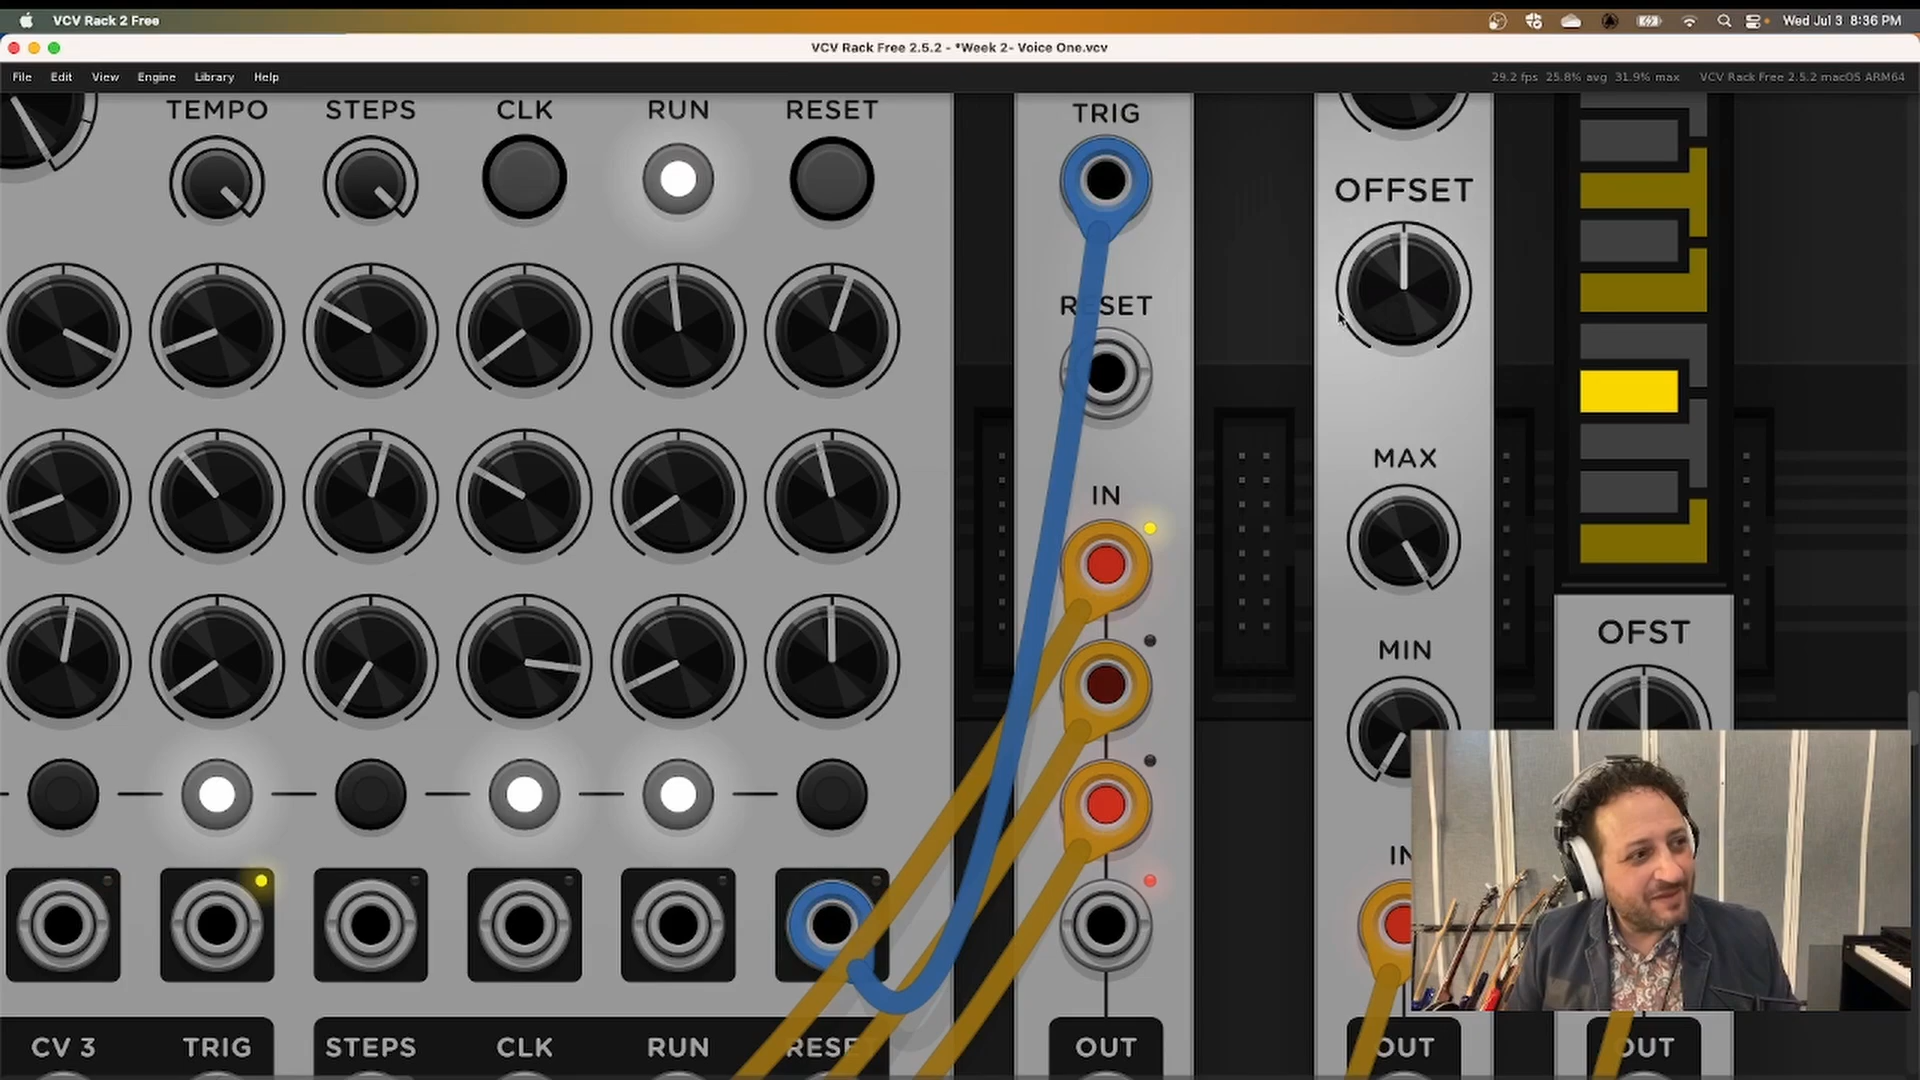 VCV Rack 2 Free
Wed Jul 3 8:36 PM
VCV Rack Free 2.5.2 - *Week 2- Voice One.vcv
File Edit View Engine Library Help
29.2 fps 25.8% avg 31.9% max VCV Rack Free 2.5.2 macOS ARM64
TEMPO STEPS CLK RUN RESET
TRIG
OFFSET
RESET
MAX
IN
OFST
MIN
IN
CV 3 TRIG STEPS CLK RUN RESET
OUT OUT OUT